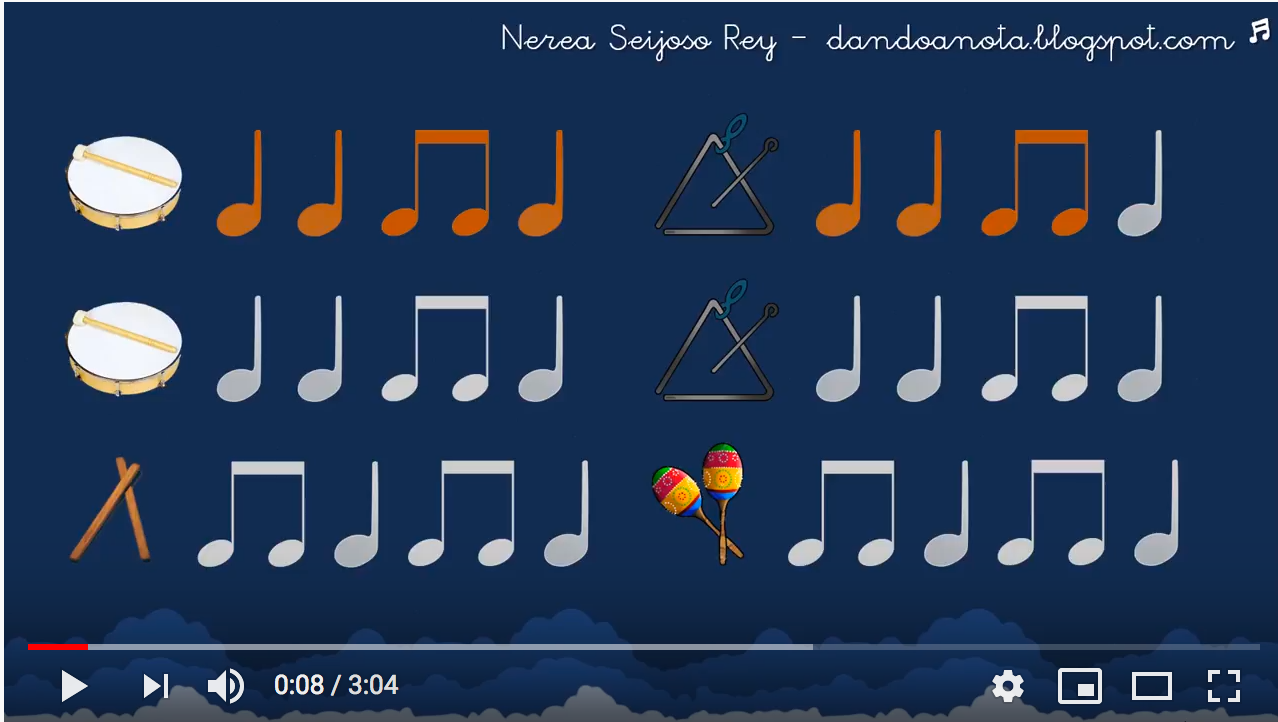 Nerea Seijoso Rey - dandoanota.blogspot.com
0:08 / 3:04